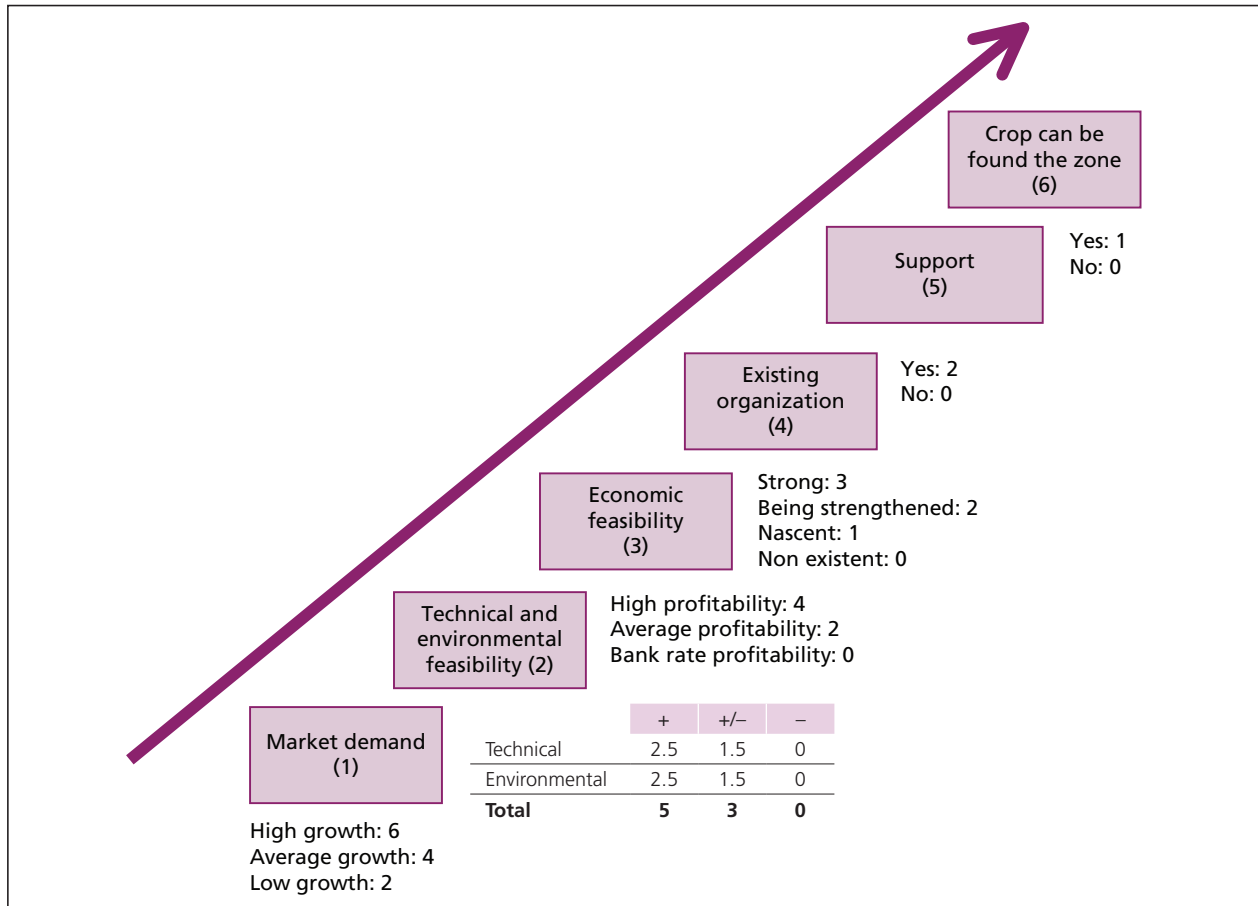 Crop can be
found the zone
(6)
Support
(5)
Yes: 1
No: 0
Existing
organization
(4)
Yes: 2
No: 0
Economic
feasibility
(3)
Strong: 3
Being strengthened: 2
Nascent: 1
Non existent: 0
Technical and
environmental
feasibility (2)
High profitability: 4
Average profitability: 2
Bank rate profitability: 0
Market demand
(1)
+ +/– –
Technical 2.5 1.5 0
Environmental 2.5 1.5 0
Total 5 3 0
High growth: 6
Average growth: 4
Low growth: 2